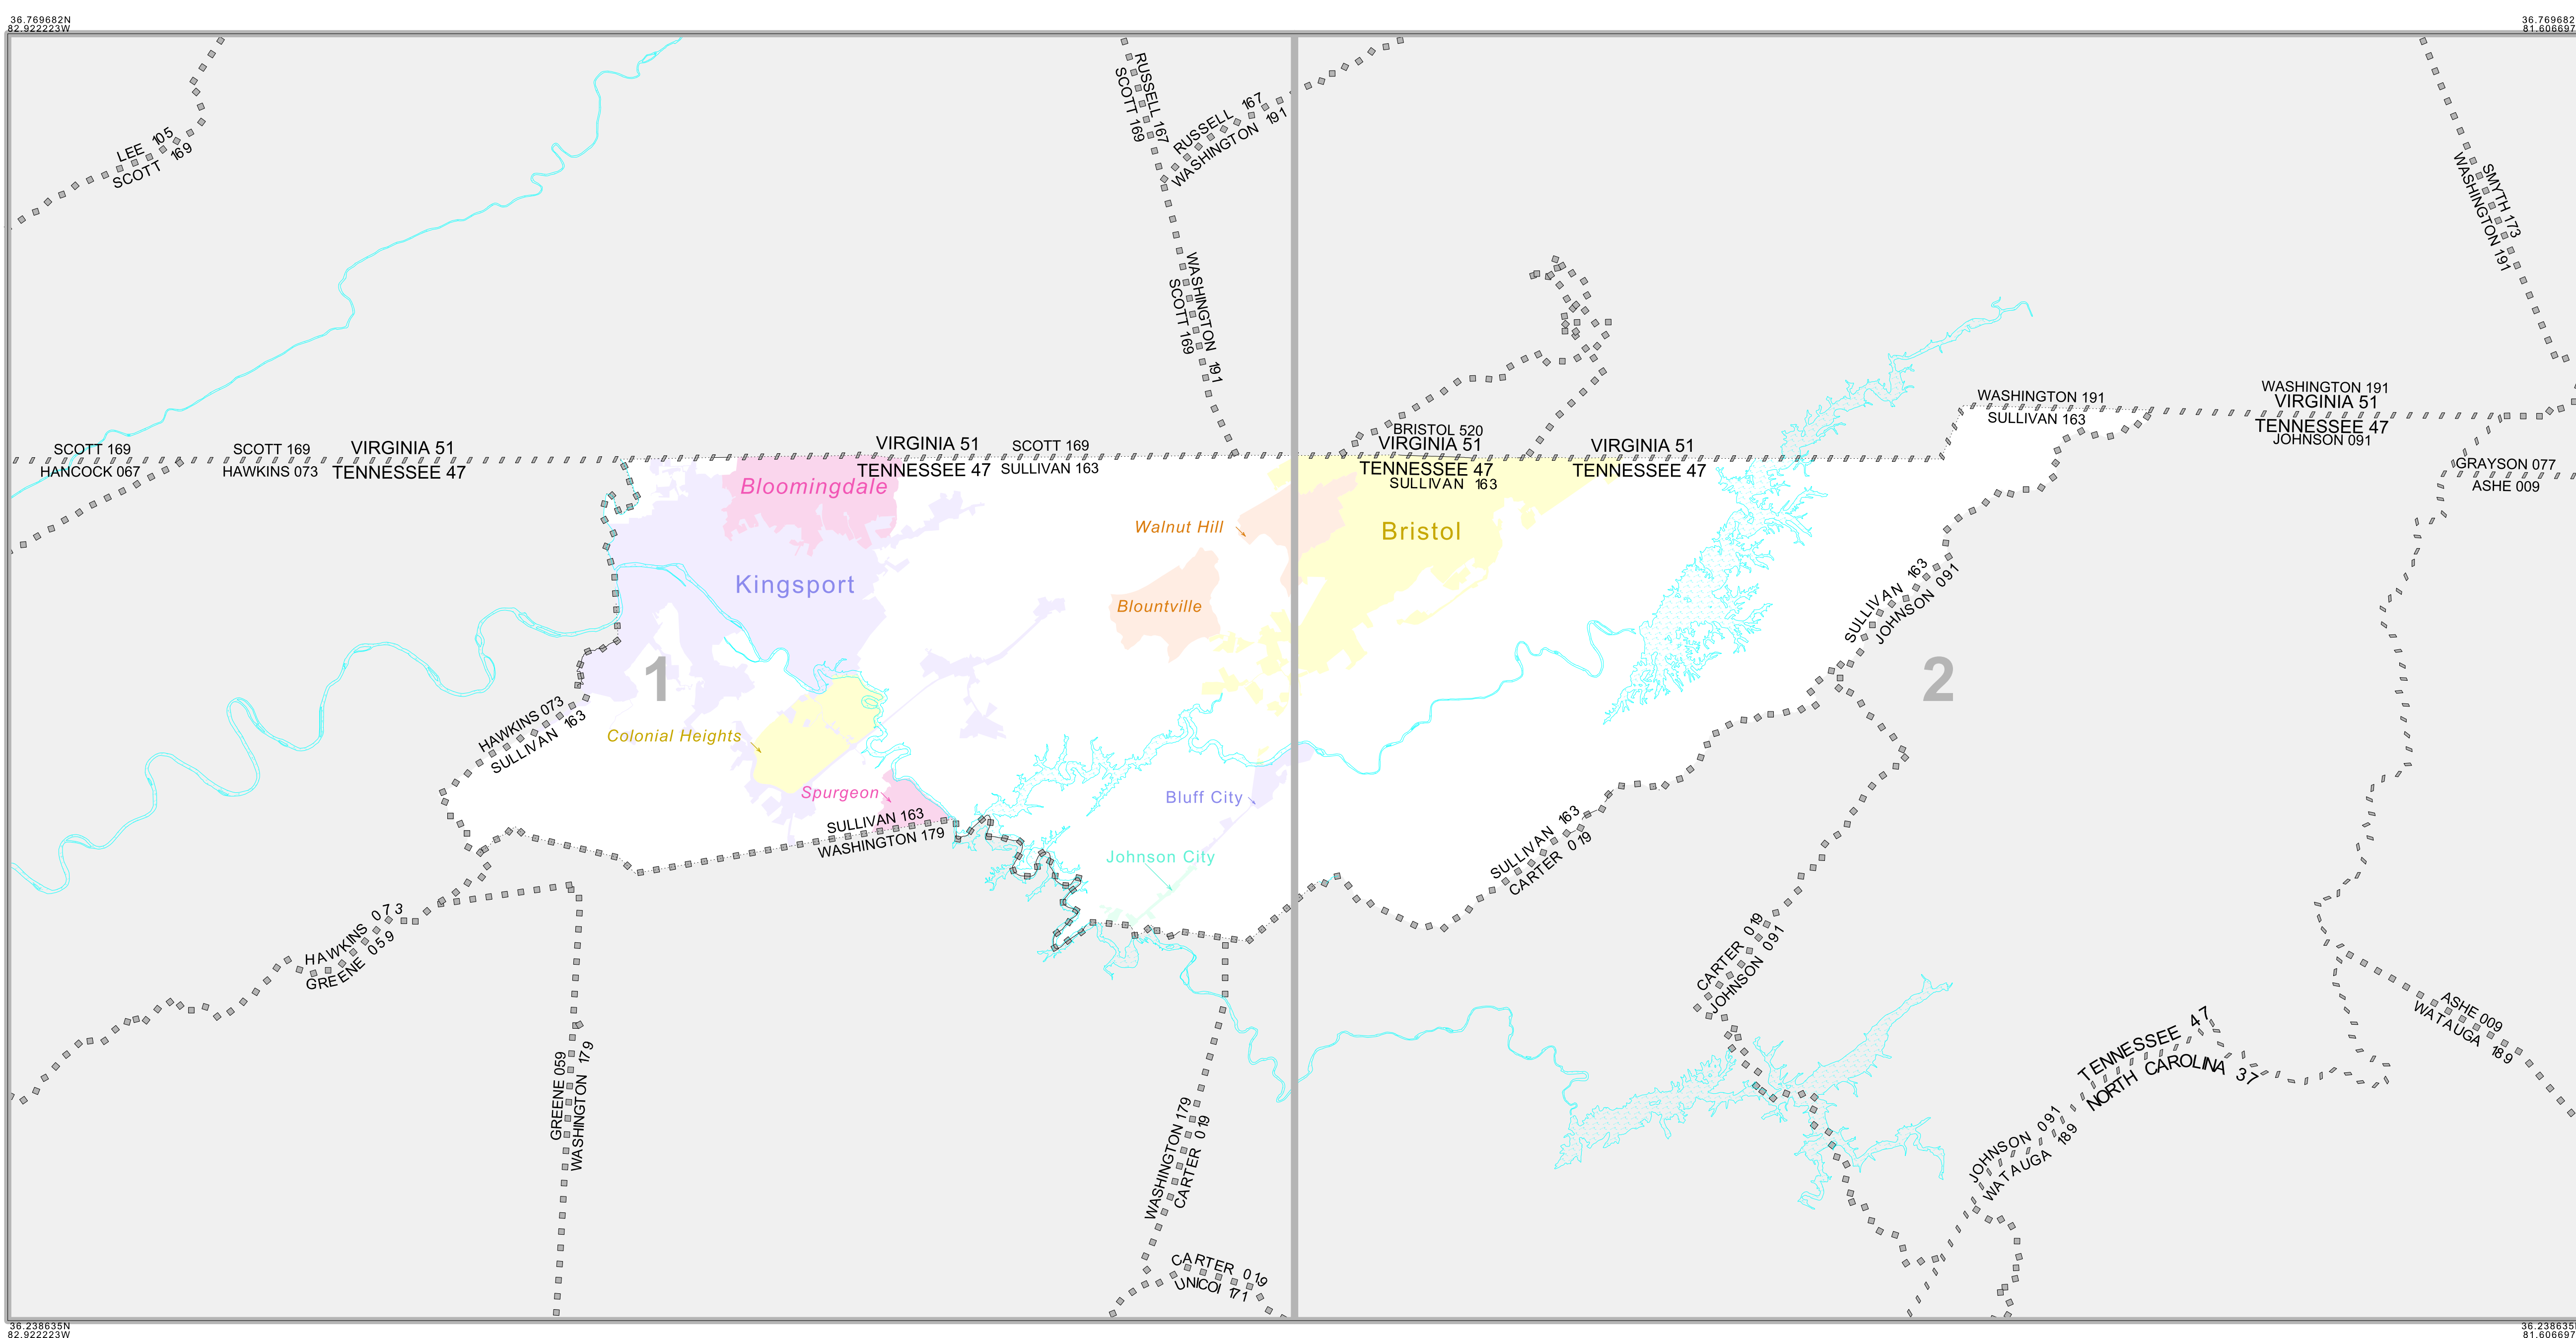 36.769682N
82.922223W
36.769682
81.606697
RUSSELL 167
SCOTT 169
RUSSELL 167
WASHINGTON 191
LEE 105
SCOTT 169
SMYTH 173
WASHINGTON 191
WASHINGTON 191
SCOTT 169
WASHINGTON 191
SULLIVAN 163
WASHINGTON 191
VIRGINIA 51
TENNESSEE 47
JOHNSON 091
SCOTT 169
HANCOCK 067
SCOTT 169
HAWKINS 073
VIRGINIA 51
TENNESSEE 47
VIRGINIA 51
TENNESSEE 47
SCOTT 169
SULLIVAN 163
BRISTOL 520
VIRGINIA 51
TENNESSEE 47
SULLIVAN 163
VIRGINIA 51
TENNESSEE 47
GRAYSON 077
ASHE 009
Bloomingdale
Walnut Hill
Bristol
Kingsport
Blountville
SULLIVAN 163
JOHNSON 091
1
2
HAWKINS 073
SULLIVAN 163
Colonial Heights
Spurgeon
Bluff City
SULLIVAN 163
WASHINGTON 179
SULLIVAN 163
CARTER 019
Johnson City
HAWKINS 073
GREENE 059
CARTER 019
JOHNSON 091
ASHE 009
WATAUGA 189
TENNESSEE 47
NORTH CAROLINA 37
GREENE 059
WASHINGTON 179
WASHINGTON 179
CARTER 019
JOHNSON 091
WATAUGA 189
CARTER 019
UNICOI 171
36.238635N
82.922223W
36.238635
81.606697